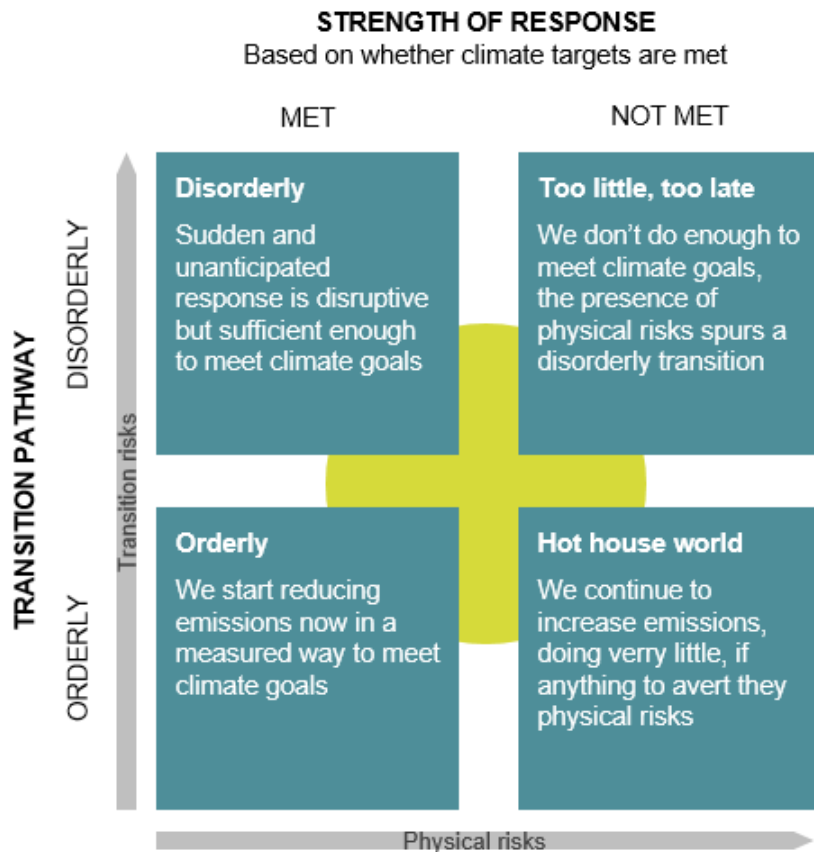 STRENGTH OF RESPONSE
Based on whether climate targets are met
MET
NOT MET
TRANSITION PATHWAY
DISORDERLY
ORDERLY
Transition risks
Disorderly
Sudden and
unanticipated
response is disruptive
but sufficient enough
to meet climate goals
Too little, too late
We don't do enough to
meet climate goals,
the presence of
physical risks spurs a
disorderly transition
Orderly
We start reducing
emissions now in a
measured way to meet
climate goals
Hot house world
We continue to
increase emissions,
doing verry little, if
anything to avert they
physical risks
Physical risks